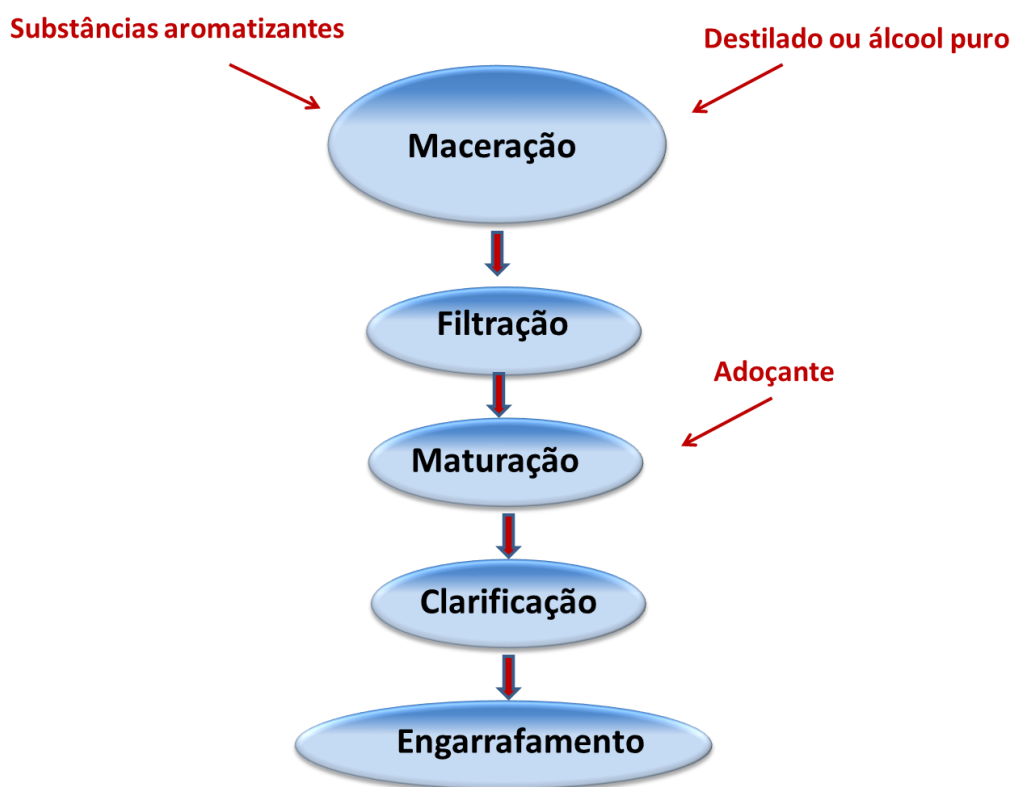 Substâncias aromatizantes
Destilado ou álcool puro
Maceração
Filtração
Adoçante
Maturação
Clarificação
Engarrafamento